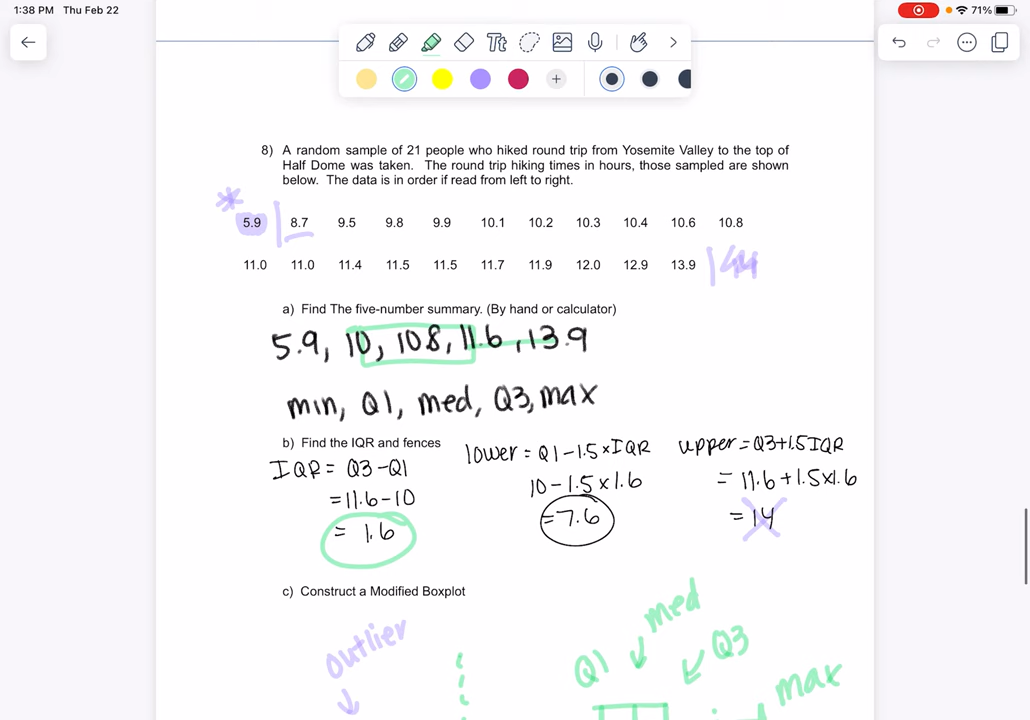 1:38 PM Thu Feb 22
71%
Tt
8) A random sample of 21 people who hiked round trip from Yosemite Valley to the top of
Half Dome was taken. The round trip hiking times in hours, those sampled are shown
below. The data is in order if read from left to right.
*
5.9 8.7 9.5 9.8 9.9 10.1 10.2 10.3 10.4 10.6 10.8
11.0 11.0 11.4 11.5 11.5 11.7 11.9 12.0 12.9 13.9
a) Find The five-number summary. (By hand or calculator)
5.9, 10, 10.8, 11.6, 13.9
min, Q1, med, Q3, max
b) Find the IQR and fences
IQR = Q3-Q1
= 11.6-10
= 1.6
lower = Q1-1.5×IQR
10-1.5×1.6
=7.6
upper = Q3+1.5IQR
= 11.6+1.5×1.6
= 14
c) Construct a Modified Boxplot
outlier
Q1
med
Q3
max